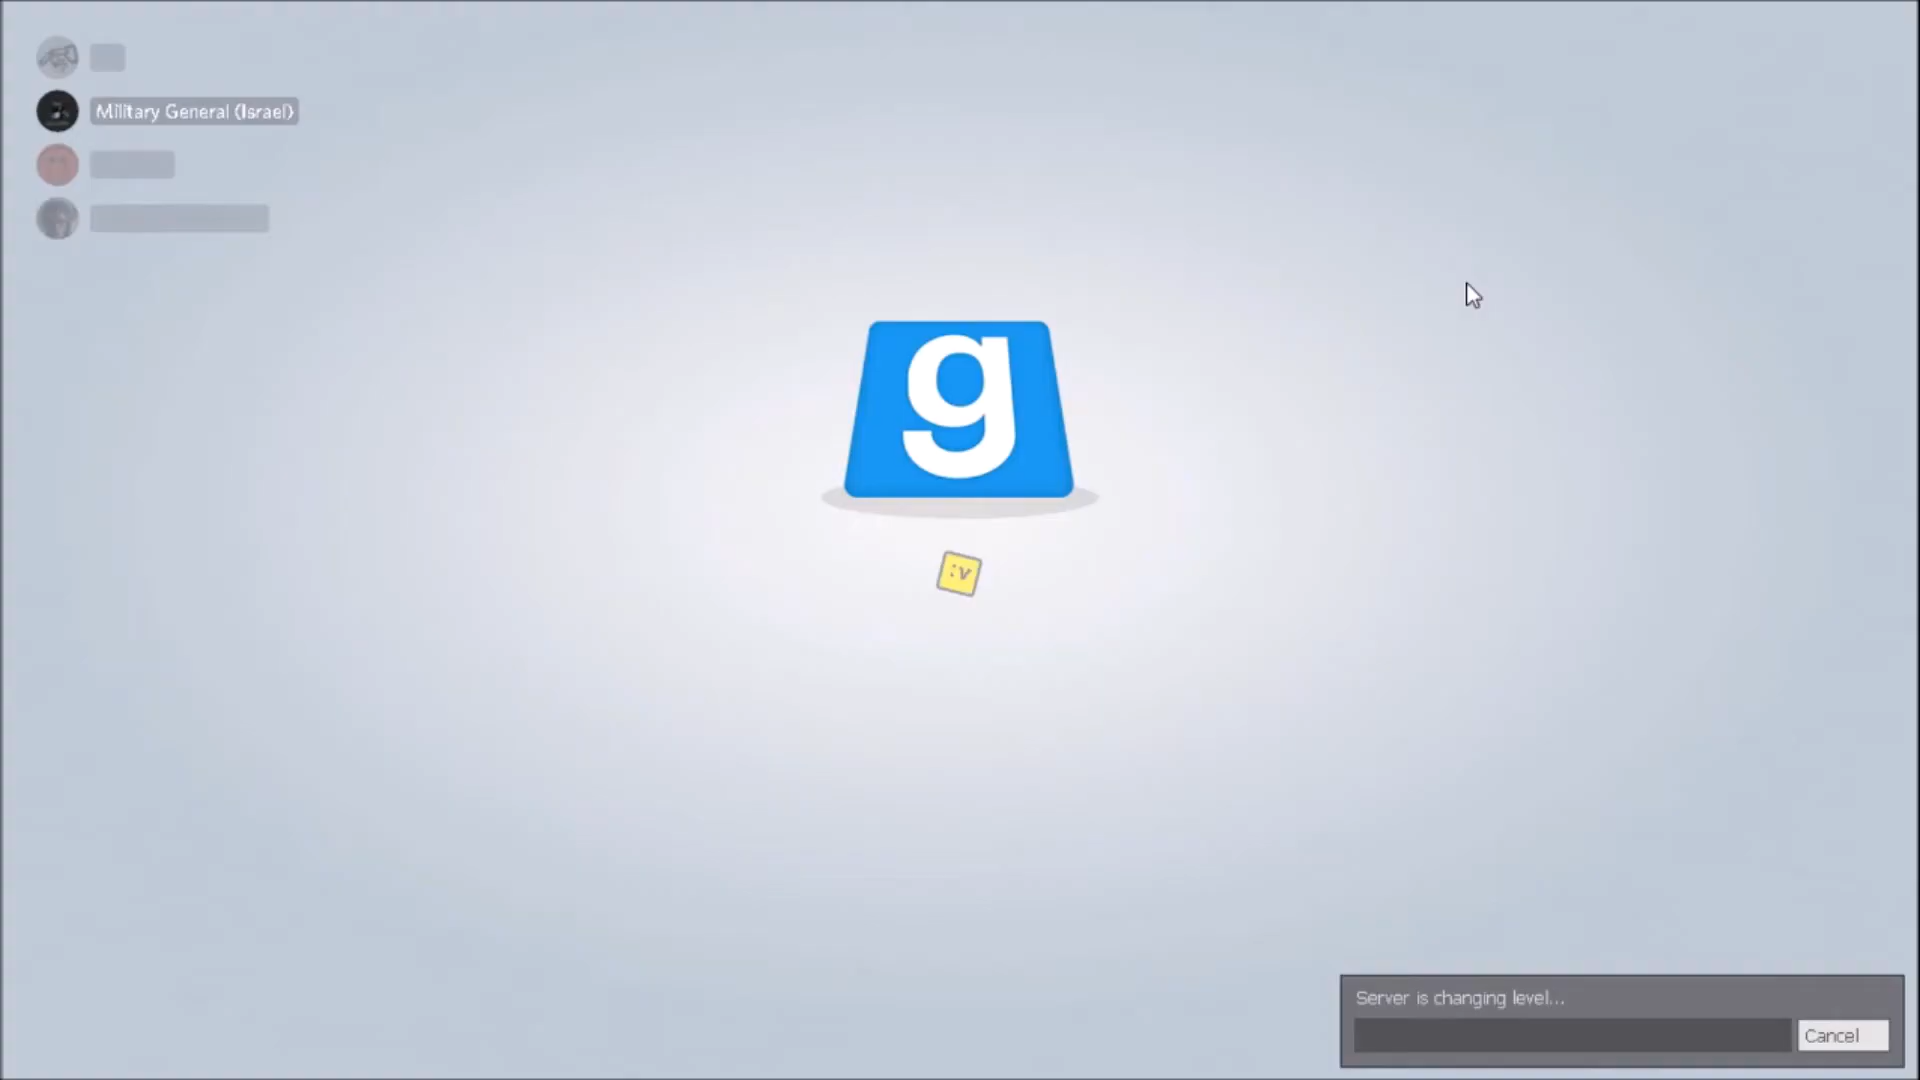 Military General (Israel)
g
:v
Server is changing level...
Cancel